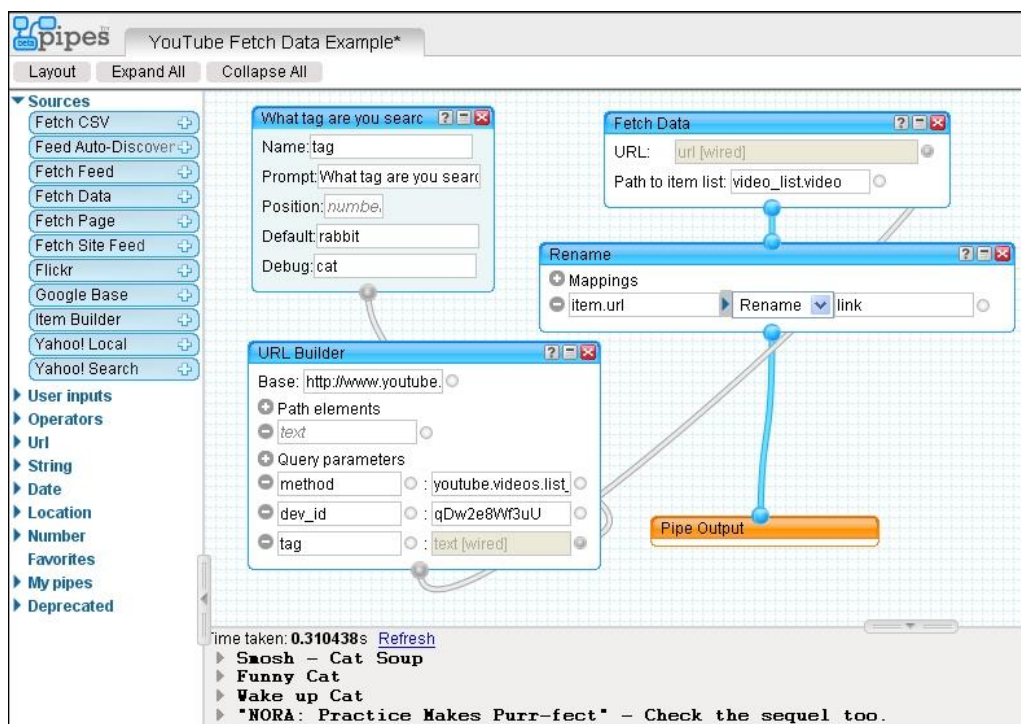 pipes
beta
YouTube Fetch Data Example*
Layout Expand All Collapse All
Sources
Fetch CSV
Feed Auto-Discover
Fetch Feed
Fetch Data
Fetch Page
Fetch Site Feed
Flickr
Google Base
Item Builder
Yahoo! Local
Yahoo! Search
User inputs
Operators
Url
String
Date
Location
Number
Favorites
My pipes
Deprecated
What tag are you searc
Name: tag
Prompt: What tag are you searc
Position: numbe
Default: rabbit
Debug: cat
URL Builder
Base: http://www.youtube.
Path elements
text
Query parameters
method : youtube.videos.list_
dev_id : qDw2e8Wf3uU
tag : text [wired]
Fetch Data
URL: url [wired]
Path to item list: video_list.video
Rename
Mappings
item.url Rename link
Pipe Output
Time taken: 0.310438s Refresh
Smosh - Cat Soup
Funny Cat
Wake up Cat
"NORA: Practice Makes Purr-fect" - Check the sequel too.